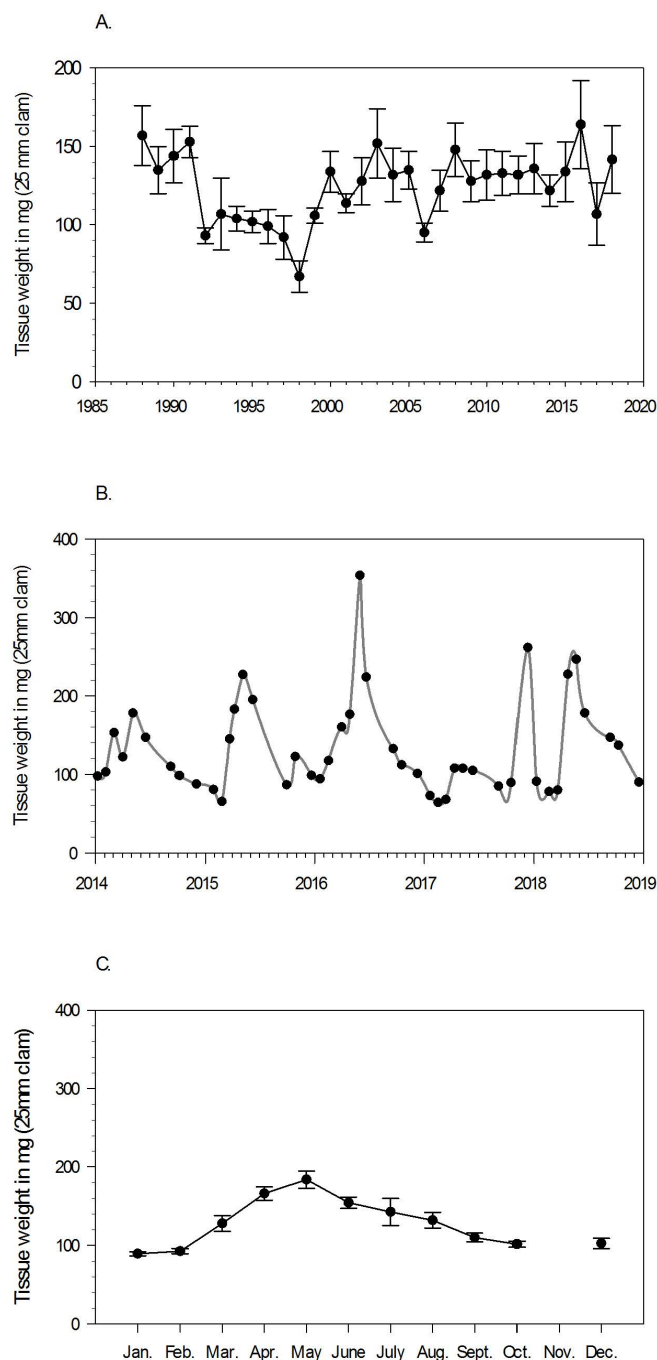 A.
200
150
100
50
0
Tissue weight in mg (25 mm clam)
1985 1990 1995 2000 2005 2010 2015 2020
B.
400
300
200
100
0
Tissue weight in mg (25mm clam)
2014 2015 2016 2017 2018 2019
C.
400
300
200
100
0
Tissue weight in mg (25mm clam)
Jan. Feb. Mar. Apr. May June July Aug. Sept. Oct. Nov. Dec.